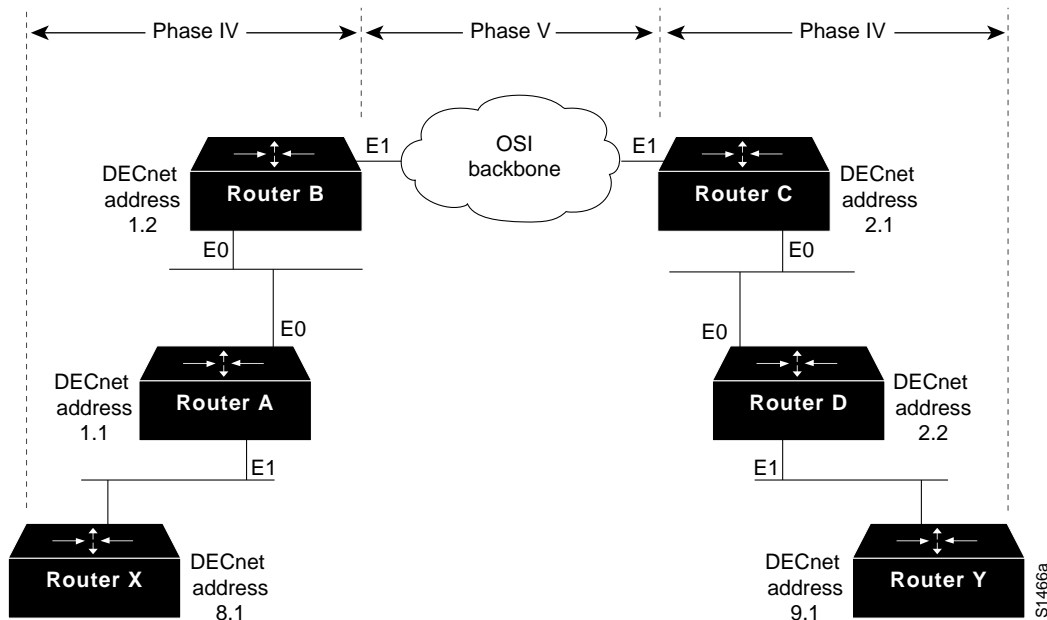 Phase IV
Phase V
Phase IV
E1
OSI
backbone
E1
DECnet
address
1.2
Router B
Router C
DECnet
address
2.1
E0
E0
E0
E0
DECnet
address
1.1
Router A
Router D
DECnet
address
2.2
E1
E1
Router X
DECnet
address
8.1
DECnet
address
9.1
Router Y
S1466a